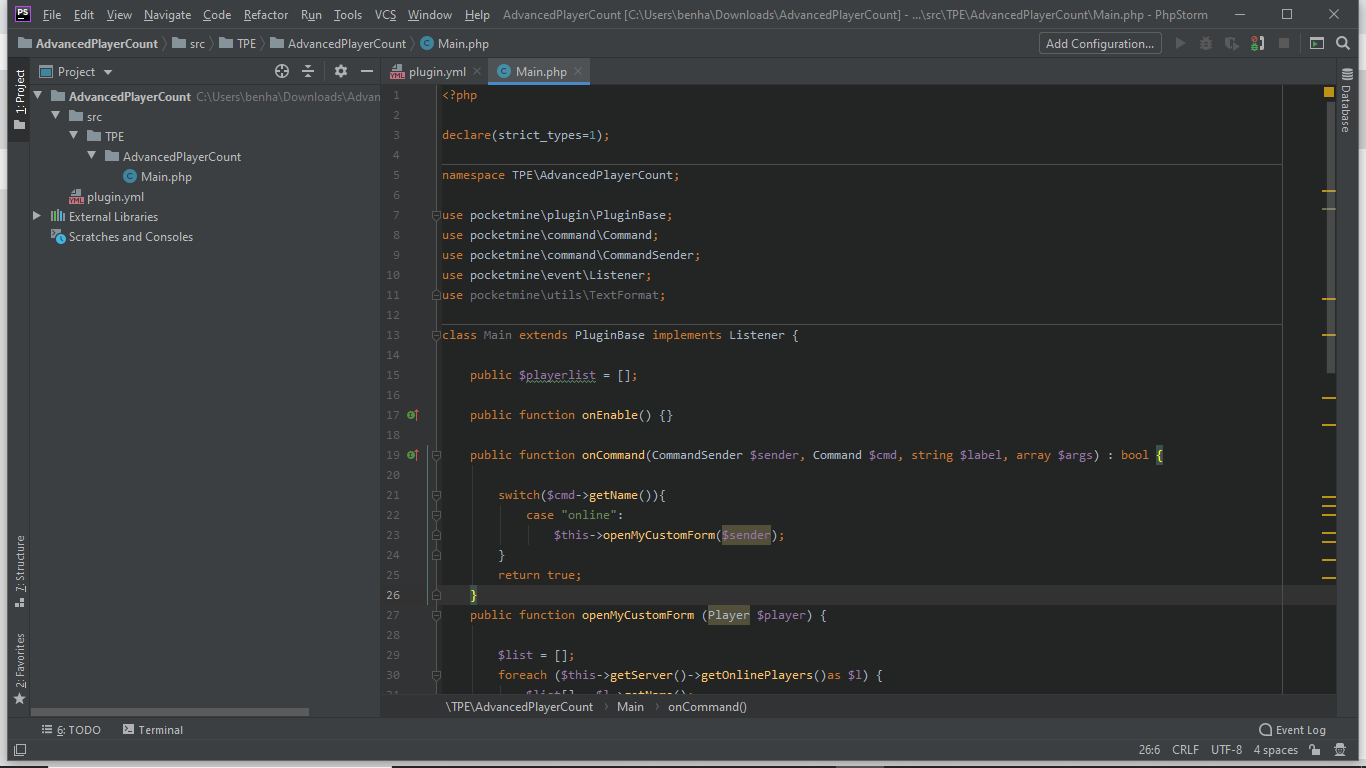 PS File Edit View Navigate Code Refactor Run Tools VCS Window Help AdvancedPlayerCount [C:\Users\benha\Downloads\AdvancedPlayerCount] - ...\src\TPE\AdvancedPlayerCount\Main.php - PhpStorm
AdvancedPlayerCount src TPE AdvancedPlayerCount Main.php Add Configuration...
Project plugin.yml Main.php
1: Project
AdvancedPlayerCount C:\Users\benha\Downloads\Advan
src
TPE
AdvancedPlayerCount
Main.php
plugin.yml
External Libraries
Scratches and Consoles
7: Structure
2: Favorites
1 <?php
2
3 declare(strict_types=1);
4
5 namespace TPE\AdvancedPlayerCount;
6
7 use pocketmine\plugin\PluginBase;
8 use pocketmine\command\Command;
9 use pocketmine\command\CommandSender;
10 use pocketmine\event\Listener;
11 use pocketmine\utils\TextFormat;
12
13 class Main extends PluginBase implements Listener {
14
15 public $playerlist = [];
16
17 public function onEnable() {}
18
19 public function onCommand(CommandSender $sender, Command $cmd, string $label, array $args) : bool {
20
21 switch($cmd->getName()){
22 case "online":
23 $this->openMyCustomForm($sender);
24 }
25 return true;
26 }
27 public function openMyCustomForm (Player $player) {
28
29 $list = [];
30 foreach ($this->getServer()->getOnlinePlayers()as $l) {
Database
\TPE\AdvancedPlayerCount Main onCommand()
6: TODO Terminal Event Log
26:6 CRLF UTF-8 4 spaces